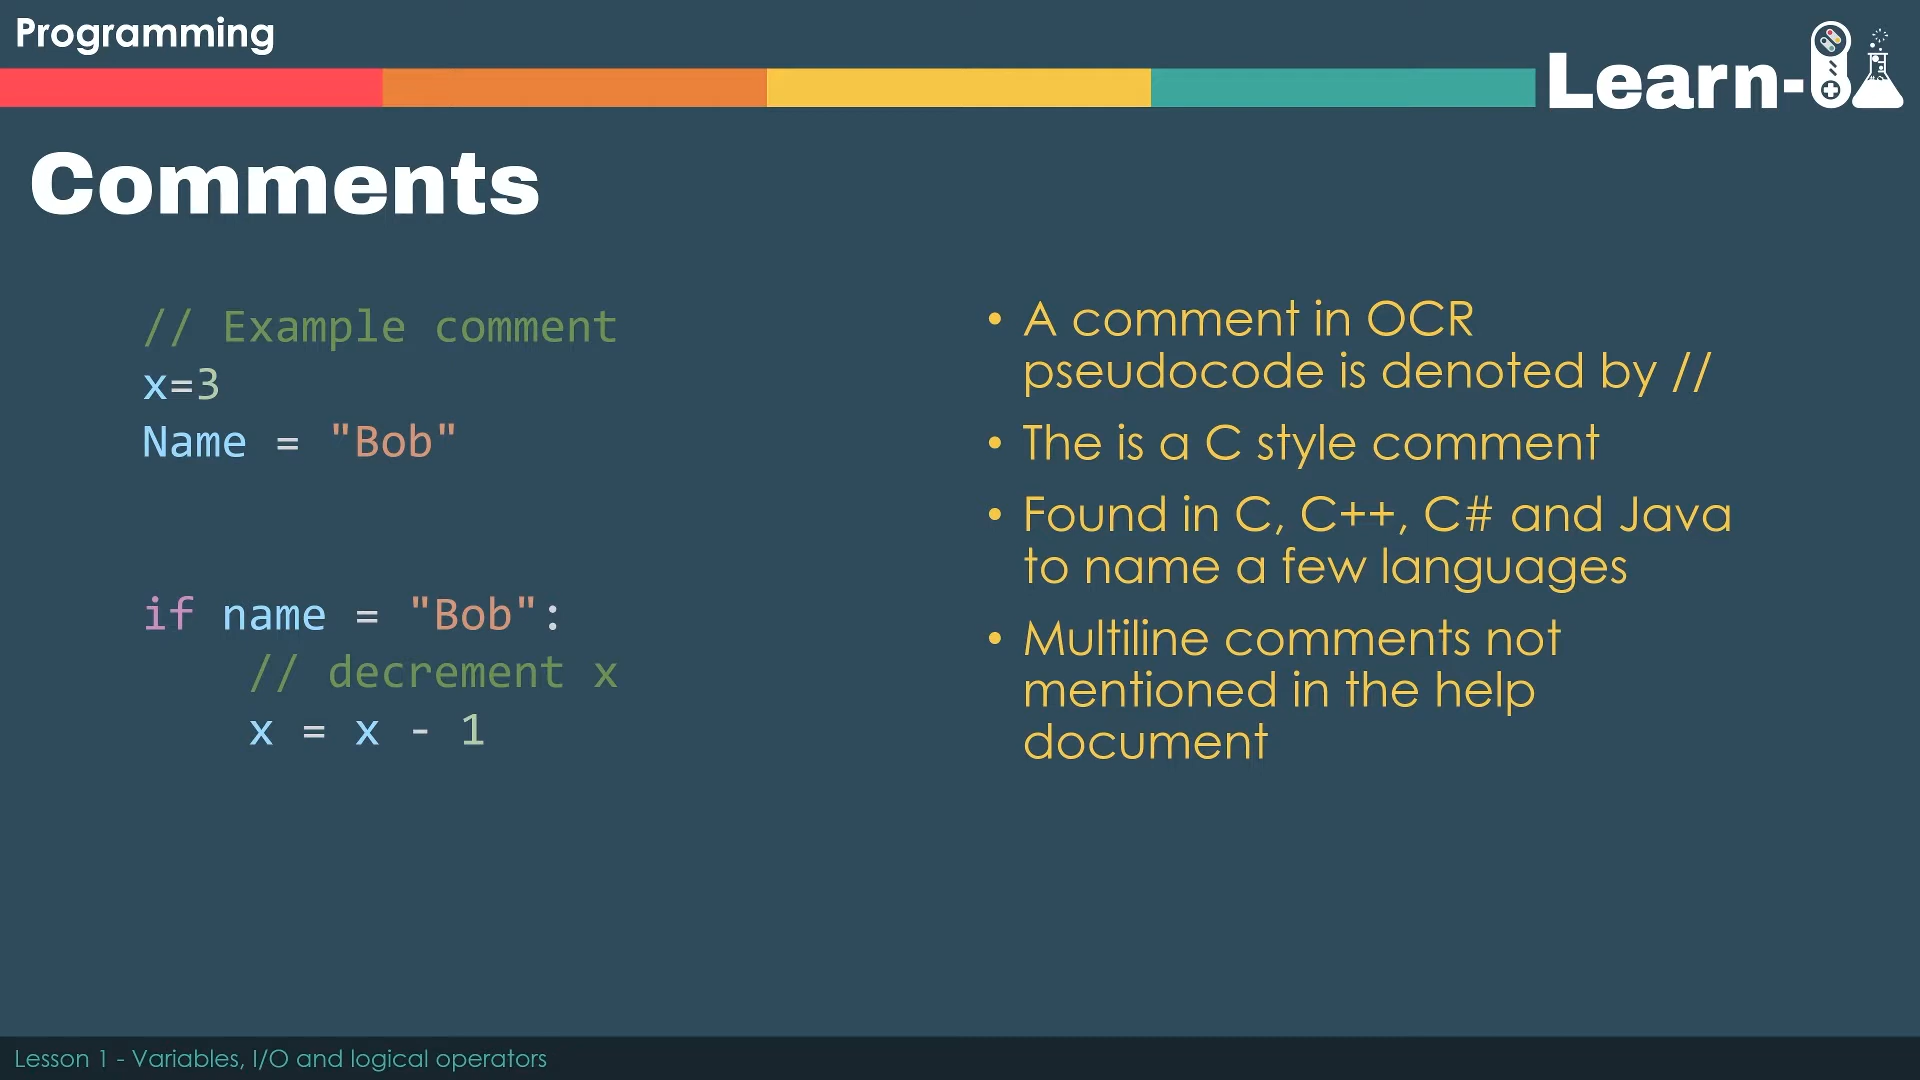 Programming
Learn-
Comments
// Example comment
x=3
Name = "Bob"
if name = "Bob":
    // decrement x
    x = x - 1
• A comment in OCR
pseudocode is denoted by //
• The is a C style comment
• Found in C, C++, C# and Java
to name a few languages
• Multiline comments not
mentioned in the help
document
Lesson 1 - Variables, I/O and logical operators